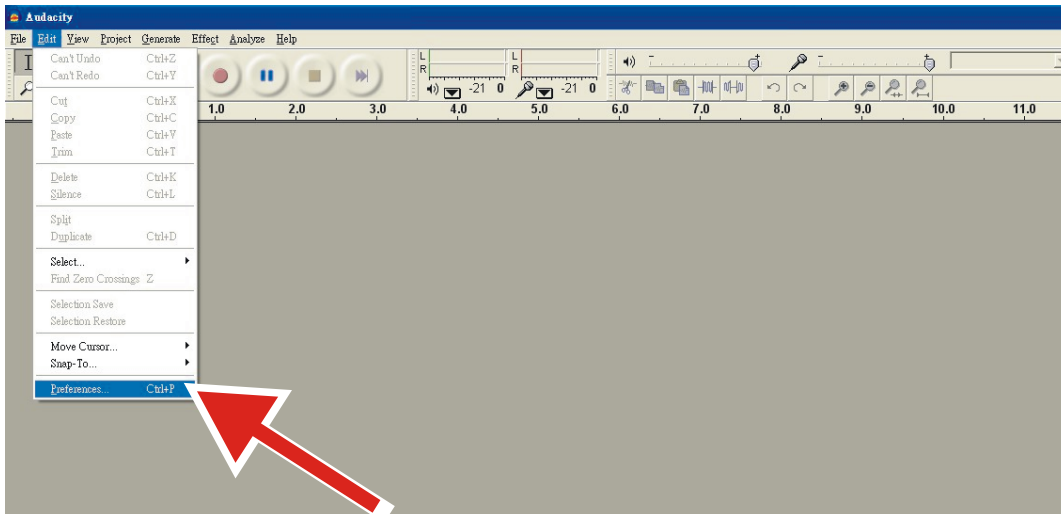 Audacity
File Edit View Project Generate Effect Analyze Help
Can't Undo Ctrl+Z
Can't Redo Ctrl+Y
Cut Ctrl+X
Copy Ctrl+C
Paste Ctrl+V
Trim Ctrl+T
Delete Ctrl+K
Silence Ctrl+L
Split
Duplicate Ctrl+D
Select...
Find Zero Crossings Z
Selection Save
Selection Restore
Move Cursor...
Snap-To...
Preferences... Ctrl+P
L
R
-21 0
L
R
-21 0
1.0 2.0 3.0 4.0 5.0 6.0 7.0 8.0 9.0 10.0 11.0